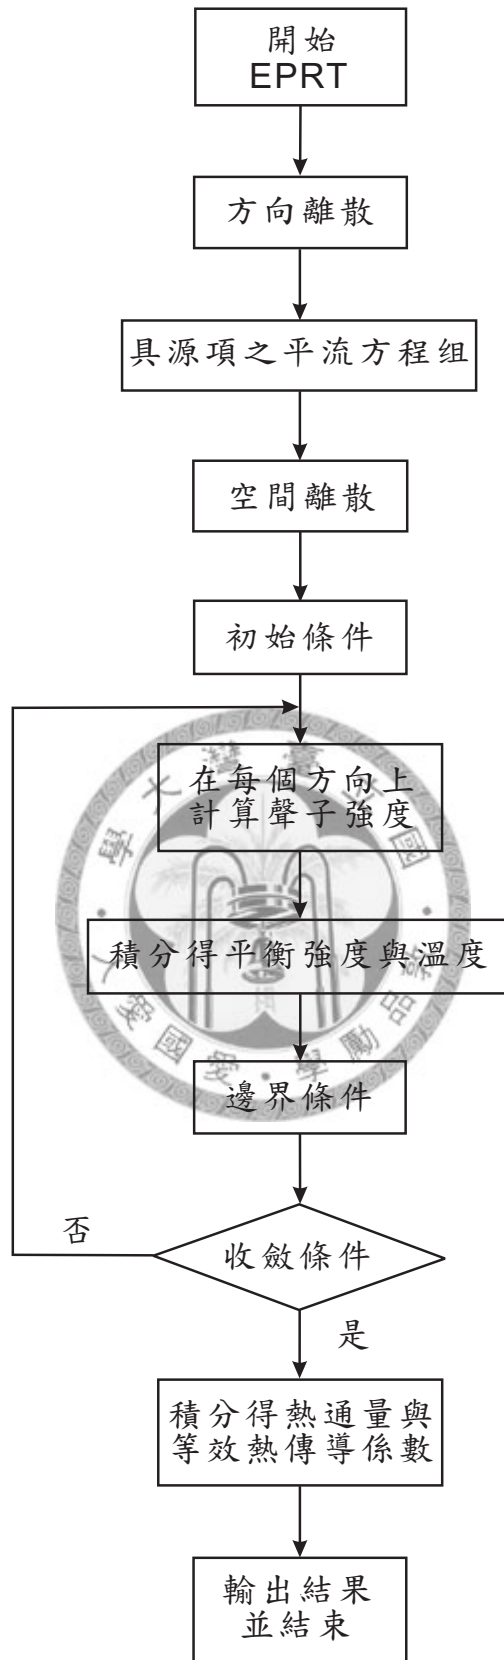 開始
EPRT
方向離散
具源項之平流方程组
空間離散
初始條件
在每個方向上
計算聲子強度
積分得平衡強度與溫度
邊界條件
收斂條件
否
是
積分得熱通量與
等效熱傳導係數
輸出結果
並結束